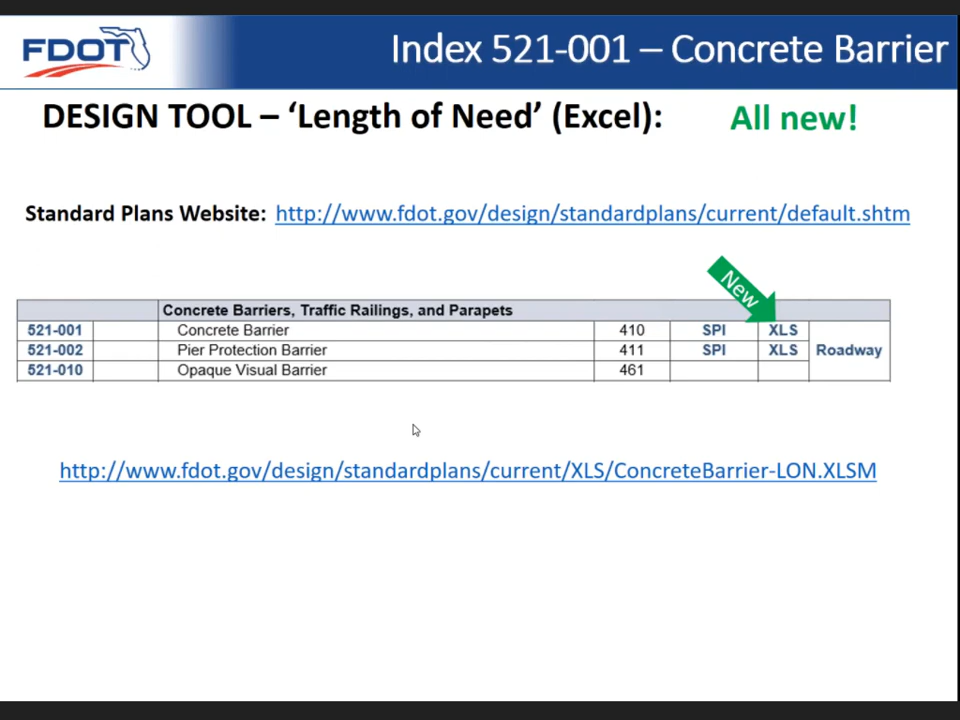 FDOT
Index 521-001 – Concrete Barrier
DESIGN TOOL – ‘Length of Need’ (Excel): All new!
Standard Plans Website: http://www.fdot.gov/design/standardplans/current/default.shtm
New
Concrete Barriers, Traffic Railings, and Parapets
521-001 Concrete Barrier 410 SPI XLS
521-002 Pier Protection Barrier 411 SPI XLS Roadway
521-010 Opaque Visual Barrier 461
http://www.fdot.gov/design/standardplans/current/XLS/ConcreteBarrier-LON.XLSM